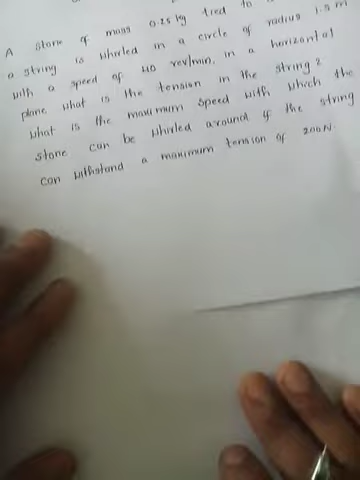 A stone of mass 0.25 kg tied to
a string is whirled in a circle of radius 1.5 m
with a speed of 40 rev/min. in a horizontal
plane what is the tension in the string?
what is the maximum speed with which the
stone can be whirled around if the string
can withstand a maximum tension of 200N.